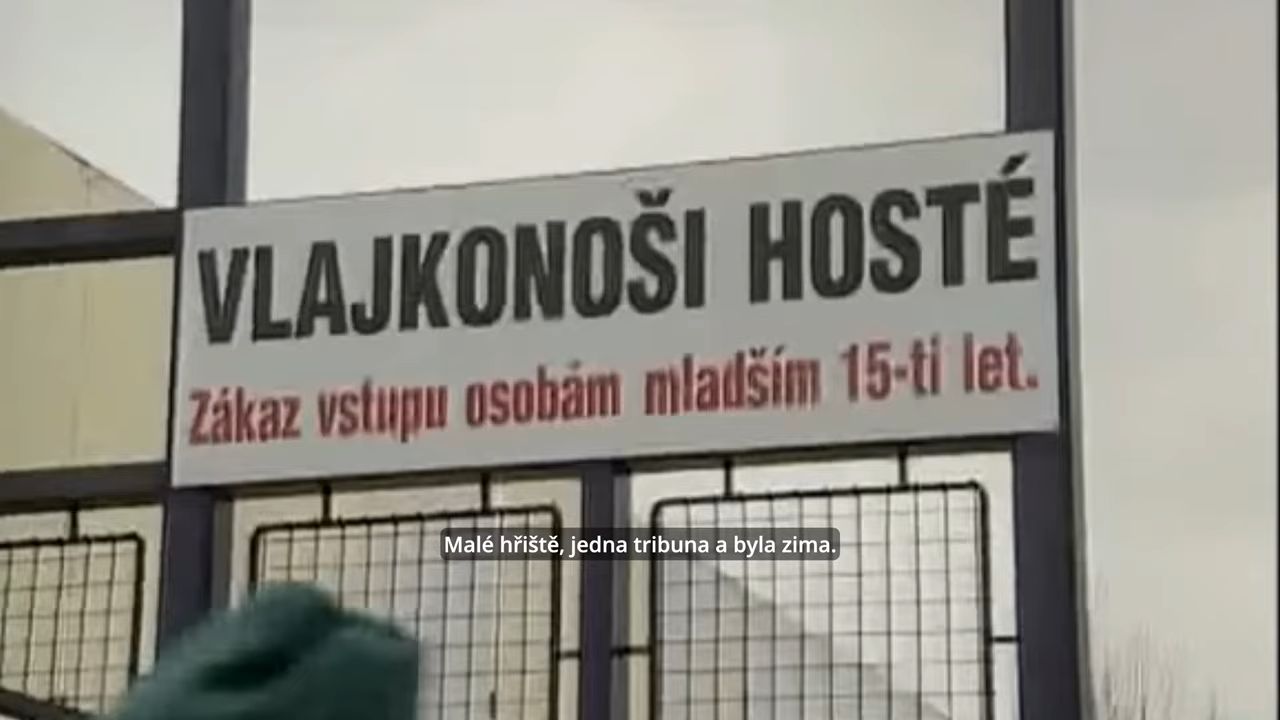 VLAJKONOŠI HOSTÉ
Zákaz vstupu osobám mladším 15-ti let.
Malé hřiště, jedna tribuna a byla zima.